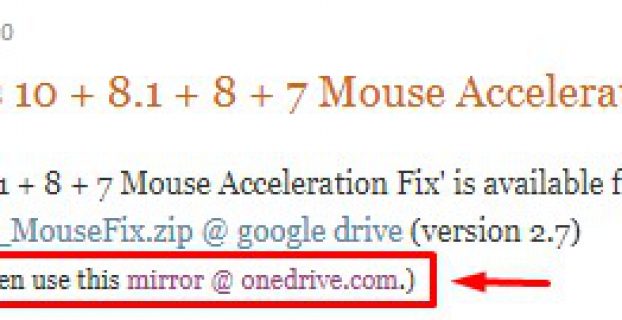 0
10 + 8.1 + 8 + 7 Mouse Accelerat
1 + 8 + 7 Mouse Acceleration Fix' is available f
_MouseFix.zip @ google drive (version 2.7)
en use this mirror @ onedrive.com.)